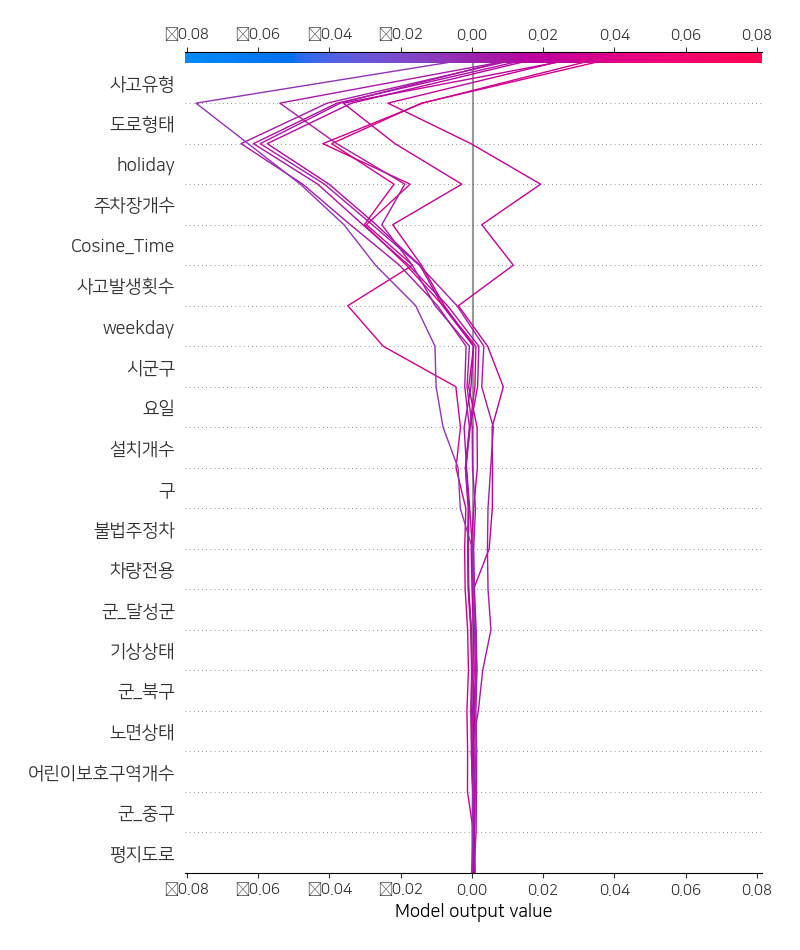 ☒0.08 ☒0.06 ☒0.04 ☒0.02 0.00 0.02 0.04 0.06 0.08
사고유형
도로형태
holiday
주차장개수
Cosine_Time
사고발생횟수
weekday
시군구
요일
설치개수
구
불법주정차
차량전용
군_달성군
기상상태
군_북구
노면상태
어린이보호구역개수
군_중구
평지도로
☒0.08 ☒0.06 ☒0.04 ☒0.02 0.00 0.02 0.04 0.06 0.08
Model output value